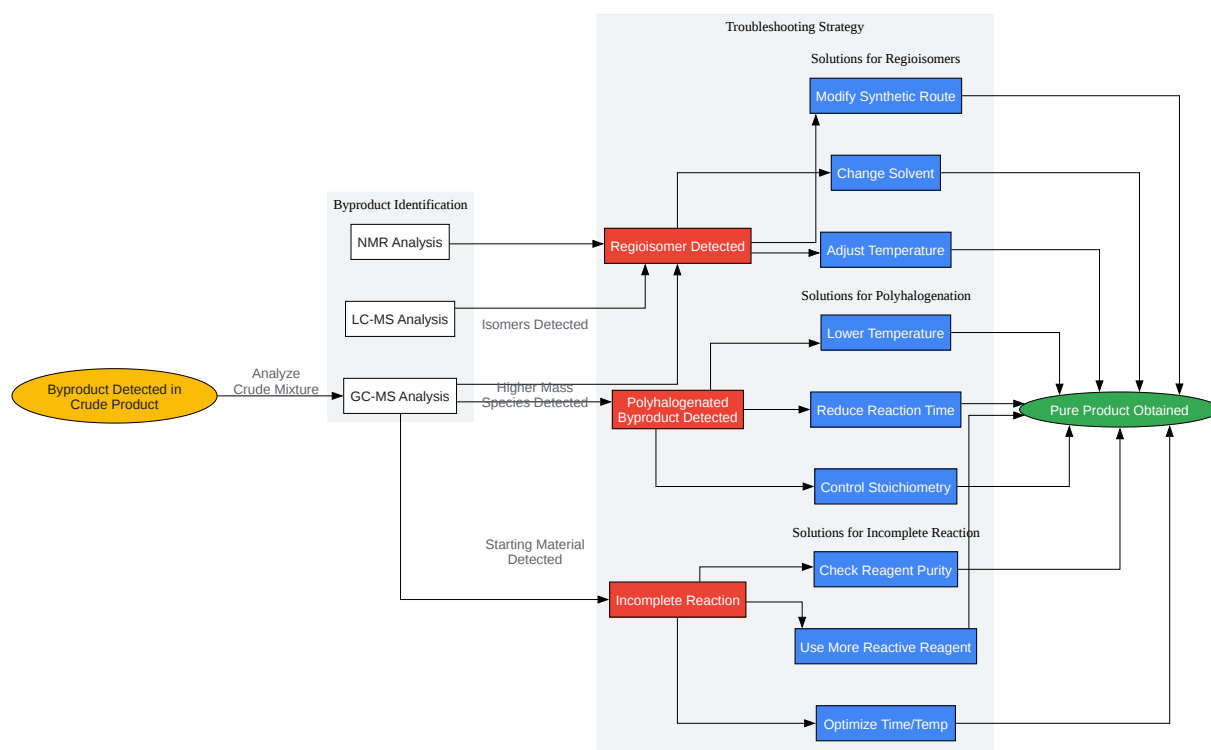 Troubleshooting Strategy
Solutions for Regioisomers
Modify Synthetic Route
Change Solvent
Byproduct Identification
NMR Analysis
Regioisomer Detected
Adjust Temperature
Solutions for Polyhalogenation
LC-MS Analysis
Isomers Detected
Lower Temperature
Analyze
Crude Mixture
Byproduct Detected in
Crude Product
GC-MS Analysis
Higher Mass
Species Detected
Polyhalogenated
Byproduct Detected
Reduce Reaction Time
Pure Product Obtained
Control Stoichiometry
Solutions for Incomplete Reaction
Starting Material
Detected
Check Reagent Purity
Incomplete Reaction
Use More Reactive Reagent
Optimize Time/Temp